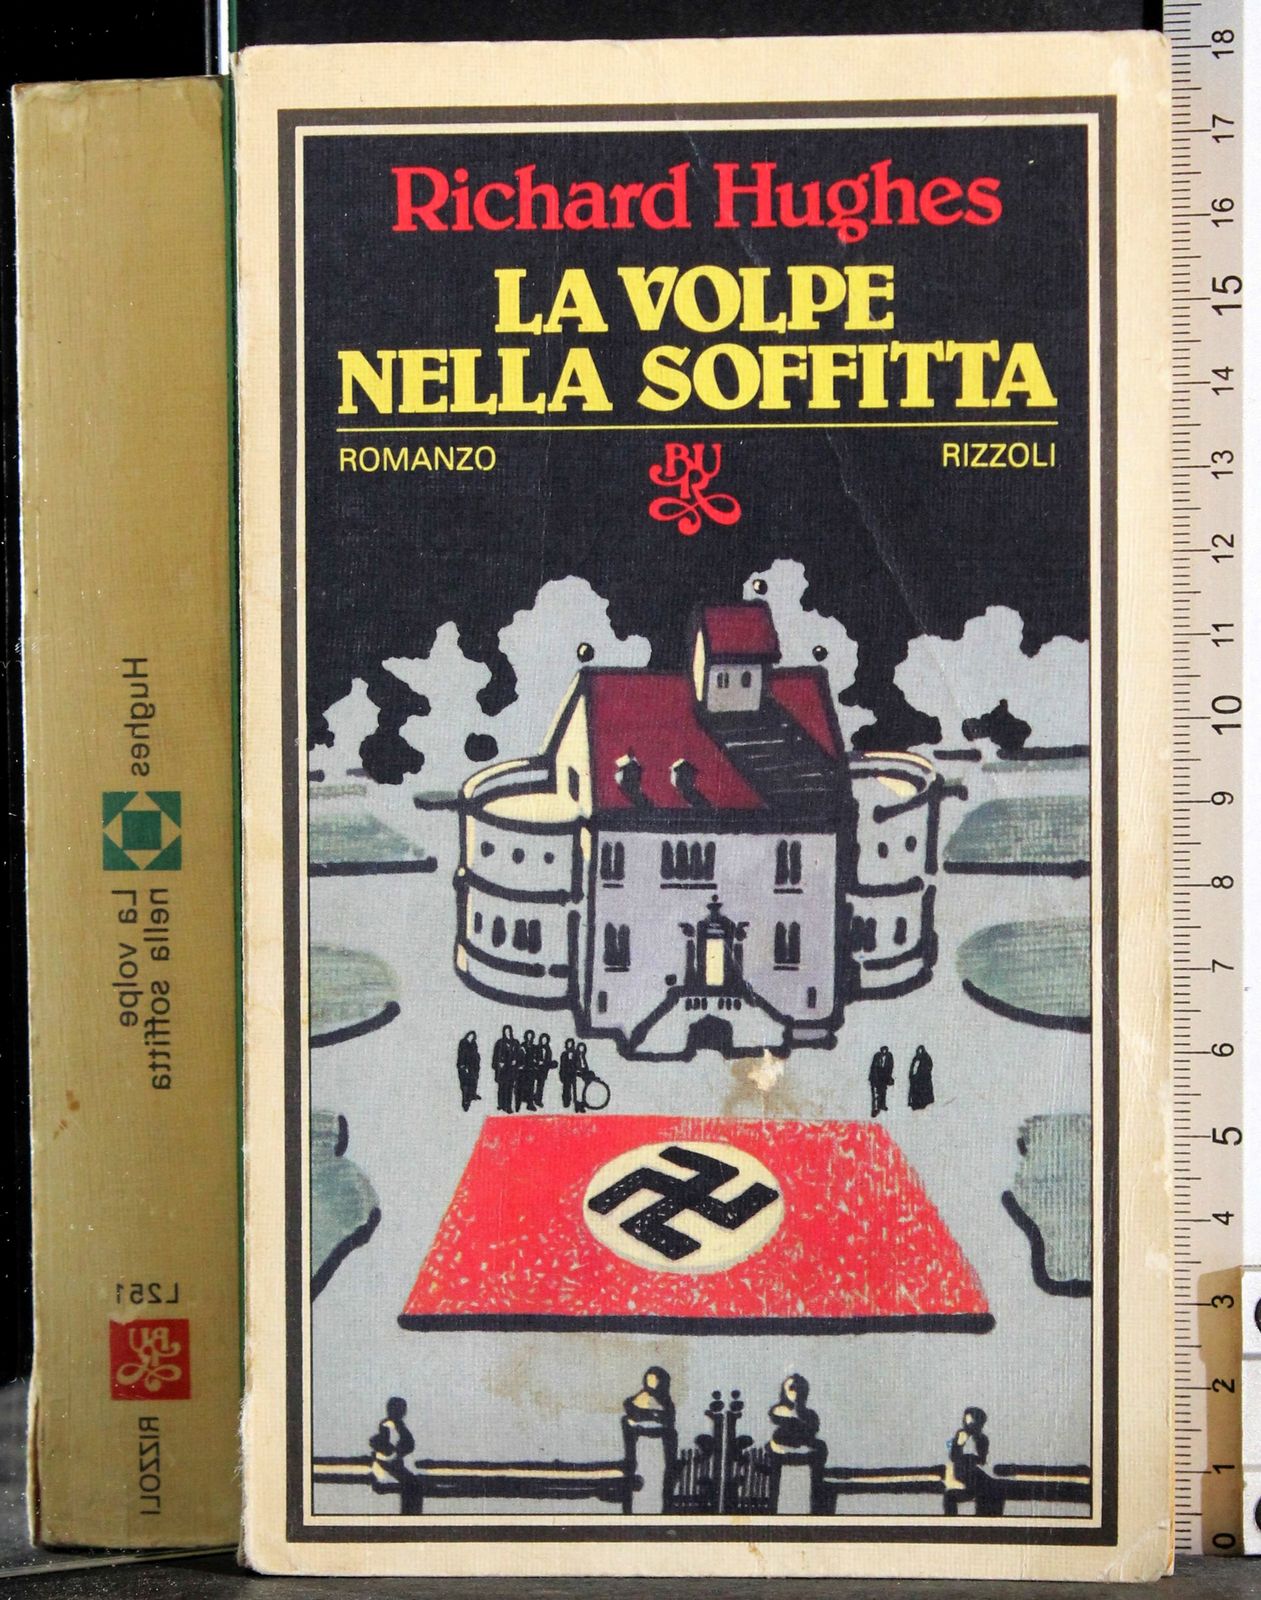 Richard Hughes
LA VOLPE
NELLA SOFFITTA
ROMANZO
BUR
RIZZOLI
Hughes
La volpe
nella soffitta
BUR
RIZZOLI
18
17
16
15
14
13
12
11
10
9
8
7
6
5
4
3
2
1
0